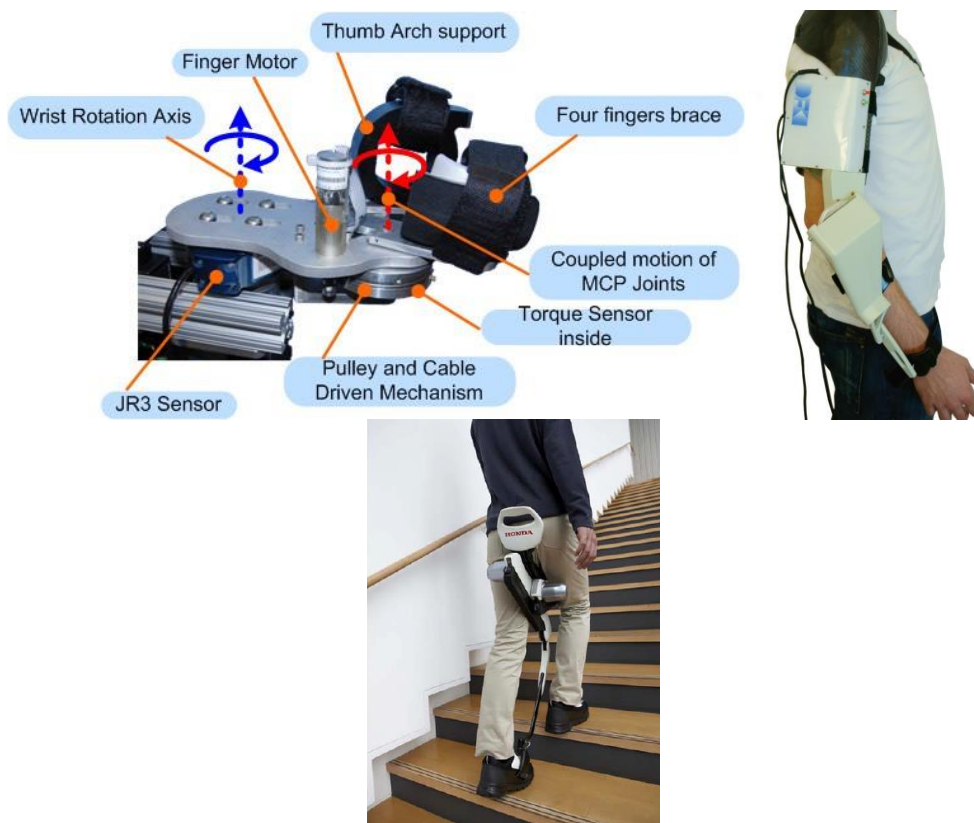 Thumb Arch support
Finger Motor
Wrist Rotation Axis
Four fingers brace
Coupled motion of
MCP Joints
Torque Sensor
inside
Pulley and Cable
Driven Mechanism
JR3 Sensor
HONDA